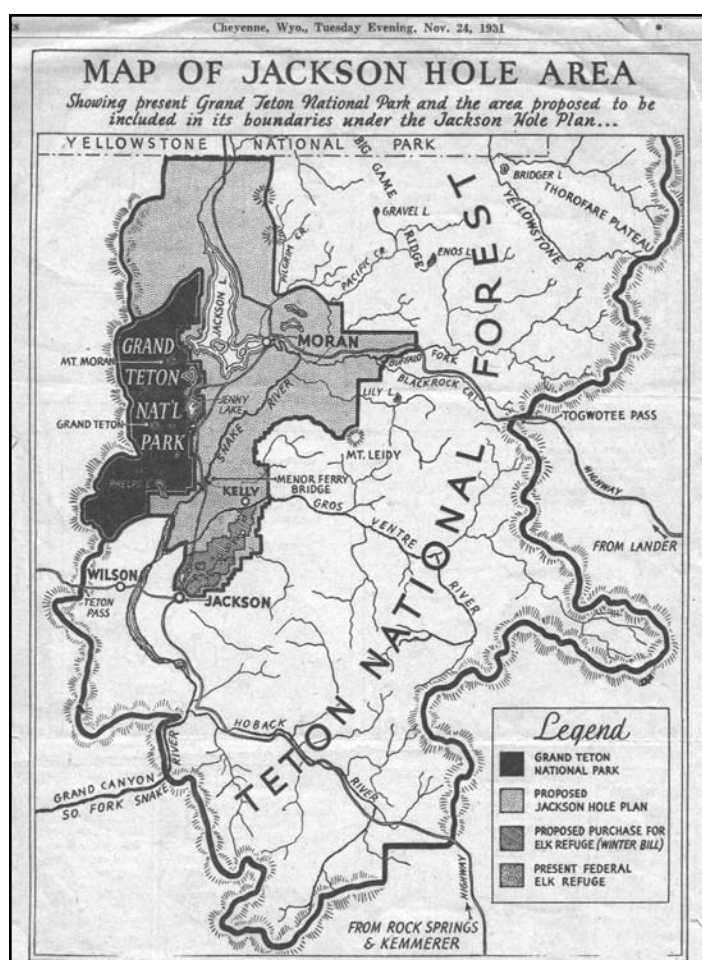 s
Cheyenne, Wyo., Tuesday Evening, Nov. 24, 1931
MAP OF JACKSON HOLE AREA
Showing present Grand Teton National Park and the area proposed to be
included in its boundaries under the Jackson Hole Plan...
YELLOWSTONE NATIONAL PARK
BIG GAME RIDGE
BRIDGER L.
THOROFARE PLATEAU
YELLOWSTONE R.
GRAVEL L.
ENOS L.
PILGRIM CR.
PACIFIC CR.
JACKSON L.
MORAN
GRAND
TETON
NAT'L
PARK
MT. MORAN
GRAND TETON
JENNY
LAKE
SNAKE RIVER
BUFFALO FORK
BLACKROCK CR.
LILY L.
TOGWOTEE PASS
MT. LEIDY
HIGHWAY
FROM LANDER
PHELPS L.
MENOR FERRY
BRIDGE
KELLY
GROS VENTRE RIVER
WILSON
TETON
PASS
JACKSON
TETON NATIONAL FOREST
HOBACK RIVER
RIVER
GRAND CANYON
SO. FORK SNAKE
HIGHWAY
FROM ROCK SPRINGS
& KEMMERER
Legend
GRAND TETON
NATIONAL PARK
PROPOSED
JACKSON HOLE PLAN
PROPOSED PURCHASE FOR
ELK REFUGE (WINTER BILL)
PRESENT FEDERAL
ELK REFUGE